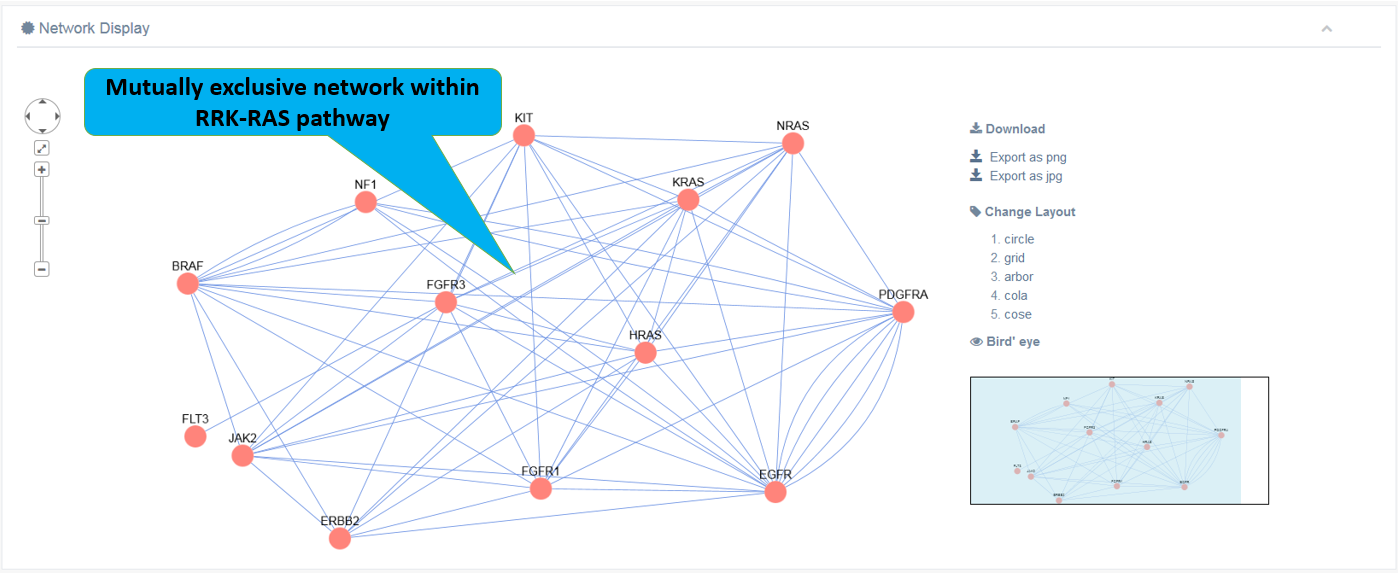 Network Display
Mutually exclusive network within
RRK-RAS pathway
KIT
NRAS
NF1
KRAS
BRAF
FGFR3
PDGFRA
HRAS
FLT3
JAK2
FGFR1
EGFR
ERBB2
Download
Export as png
Export as jpg
Change Layout
1. circle
2. grid
3. arbor
4. cola
5. cose
Bird' eye